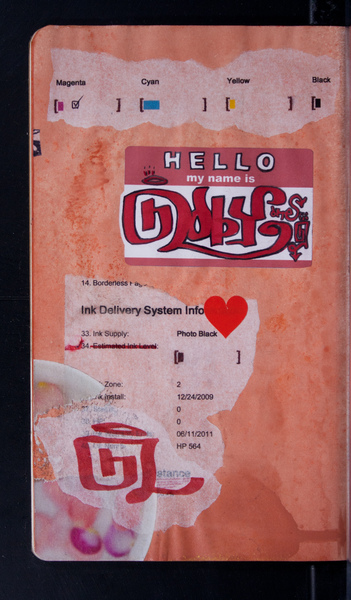 Magenta Cyan Yellow Black
[ ] [ ] [ ] [
HELLO
my name is
14. Borderless
Ink Delivery System Info
33. Ink Supply: Photo Black
34. Estimated Ink Level:
[ ]
Zone: 2
Install: 12/24/2009
0
0
06/11/2011
HP 564